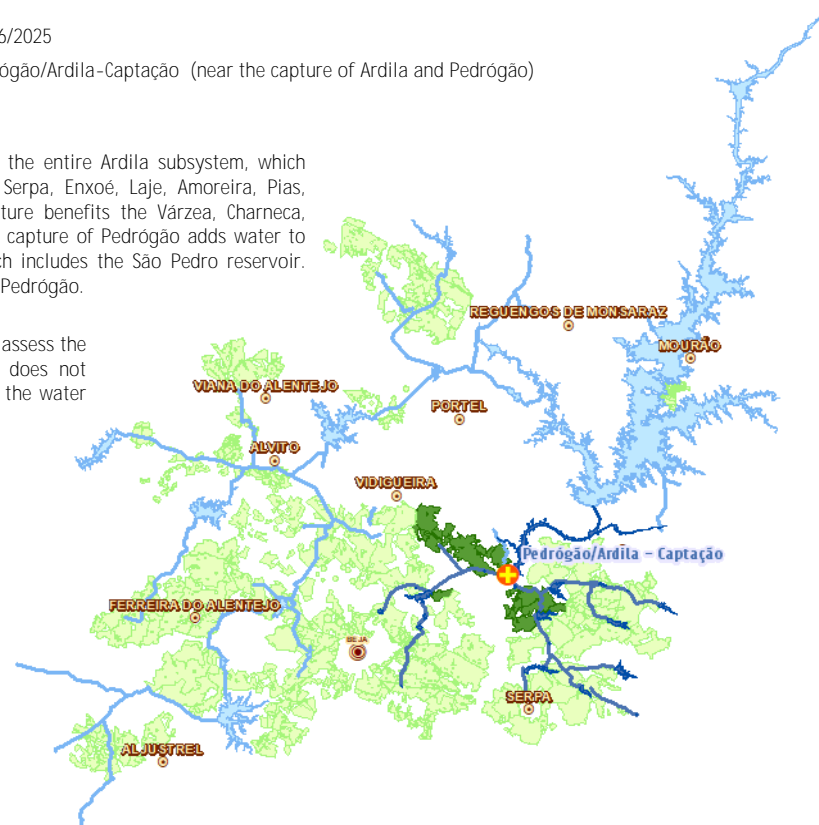 6/2025
ógão/Ardila-Captação (near the capture of Ardila and Pedrógão)
the entire Ardila subsystem, which
Serpa, Enxoé, Laje, Amoreira, Pias,
ture benefits the Várzea, Charneca,
capture of Pedrógão adds water to
ch includes the São Pedro reservoir.
Pedrógão.
assess the
does not
the water
REGUENGOS DE MONSARAZ
MOURÃO
VIANA DO ALENTEJO
PORTEL
ALVITO
VIDIGUEIRA
Pedrógão/Ardila - Captação
FERREIRA DO ALENTEJO
BEJA
SERPA
ALJUSTREL